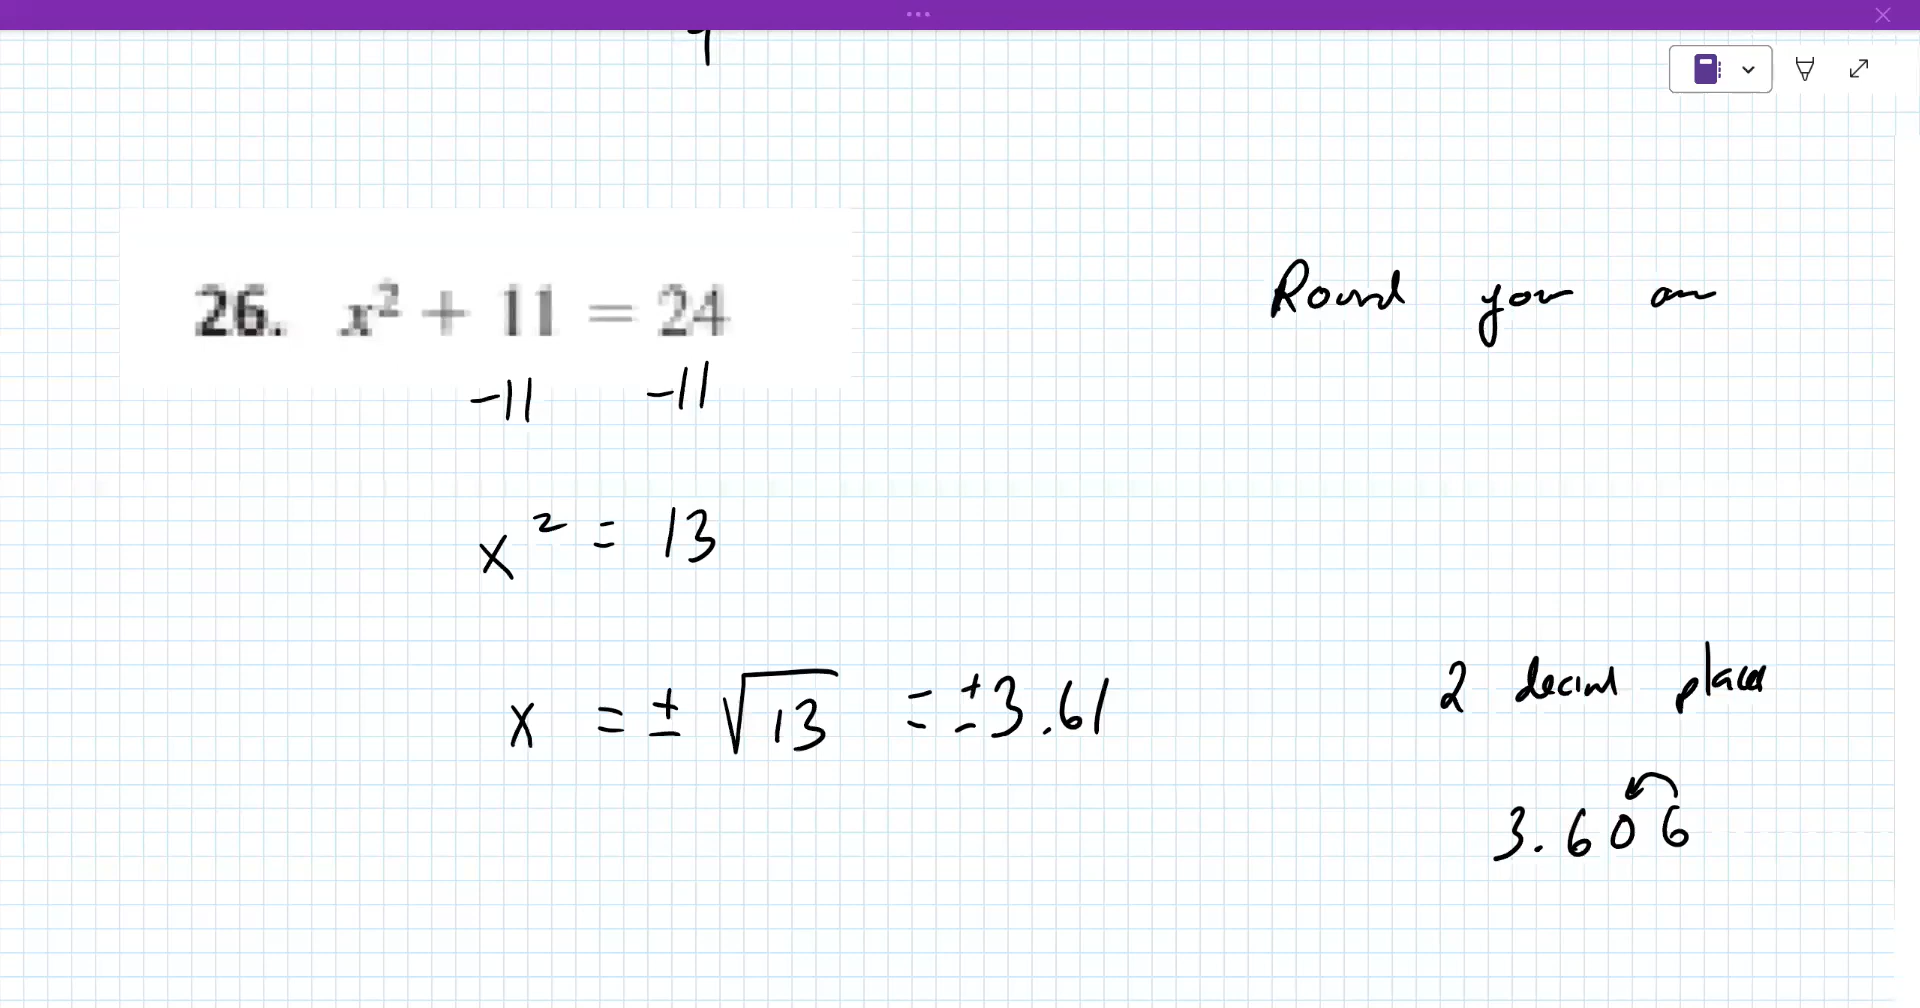 26. x² + 11 = 24
-11 -11
x² = 13
x = ± √13 = ±3.61
Round your an
2 decimal places
3.606